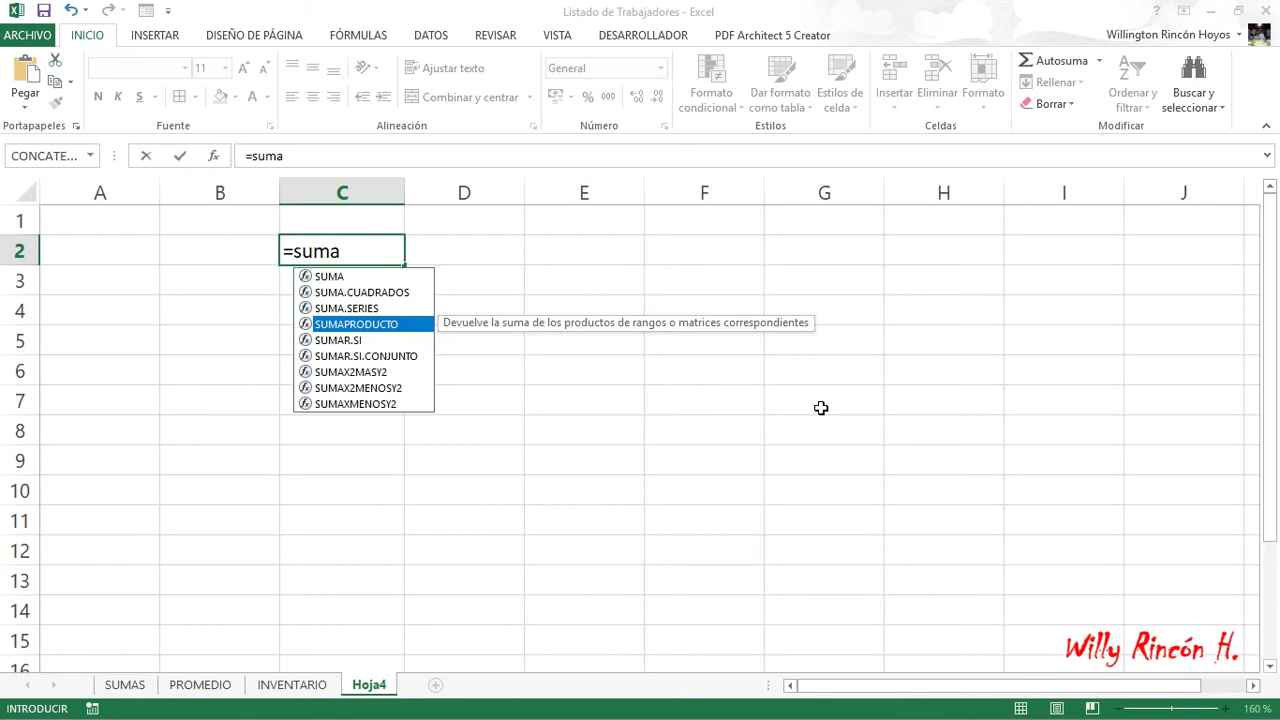 Listado de Trabajadores - Excel
ARCHIVO INICIO INSERTAR DISEÑO DE PÁGINA FÓRMULAS DATOS REVISAR VISTA DESARROLLADOR PDF Architect 5 Creator Willington Rincón Hoyos
Pegar
11
N K S
A A
A
Ajustar texto
Combinar y centrar
General
% 000
Formato condicional
Dar formato como tabla
Estilos de celda
Insertar
Eliminar
Formato
Autosuma
Rellenar
Borrar
Ordenar y filtrar
Buscar y seleccionar
Portapapeles Fuente Alineación Número Estilos Celdas Modificar
CONCATE... fx =suma
A B C D E F G H I J
1
2 =suma
3
4
5
6
7
8
9
10
11
12
13
14
15
16
SUMA
SUMA.CUADRADOS
SUMA.SERIES
SUMAPRODUCTO Devuelve la suma de los productos de rangos o matrices correspondientes
SUMAR.SI
SUMAR.SI.CONJUNTO
SUMAX2MASY2
SUMAX2MENOSY2
SUMAXMENOSY2
Willy Rincón H.
SUMAS PROMEDIO INVENTARIO Hoja4
INTRODUCIR 160 %